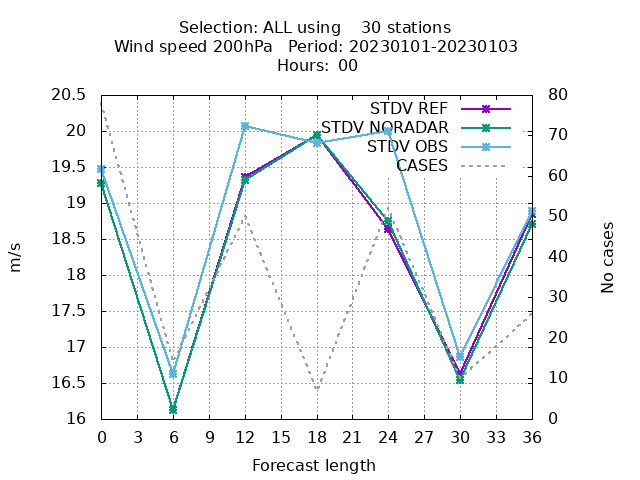 Selection: ALL using    30 stations
Wind speed 200hPa   Period: 20230101-20230103
Hours: 00
20.5
20
19.5
19
18.5
18
17.5
17
16.5
16
m/s
STDV REF
STDV NORADAR
STDV OBS
CASES
80
70
60
50
40
30
20
10
0
No cases
0 3 6 9 12 15 18 21 24 27 30 33 36
Forecast length